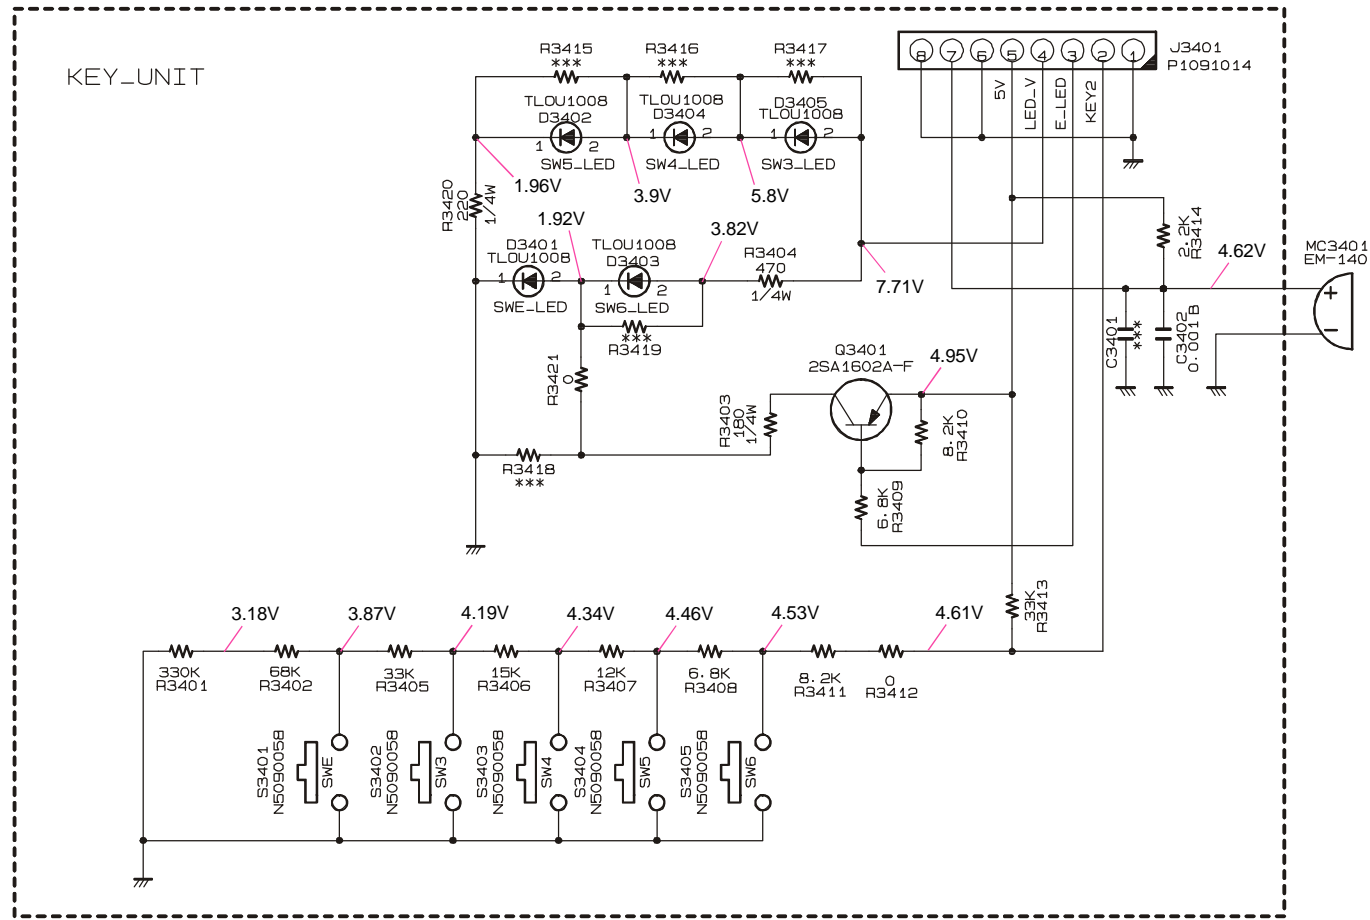 KEY_UNIT
R3415
***
R3416
***
R3417
***
8 7 6 5 4 3 2 1
J3401
P1091014
5V
LED_V
E_LED
KEY2
TLOU1008
D3402
1 2
SW5_LED
TLOU1008
D3404
1 2
SW4_LED
D3405
TLOU1008
1 2
SW3_LED
1.96V
3.9V
5.8V
R3420
220
1/4W
1.92V
3.82V
D3401
TLOU1008
1 2
SWE_LED
TLOU1008
D3403
1 2
SW6_LED
R3404
470
1/4W
7.71V
2.2K
R3414
4.62V
MC3401
EM-140
+
−
C3401
***
C3402
0.001B
***
R3419
R3421
0
Q3401
2SA1602A-F
4.95V
R3403
180
1/4W
8.2K
R3410
R3418
***
6.8K
R3409
33K
R3413
3.18V
3.87V
4.19V
4.34V
4.46V
4.53V
4.61V
330K
R3401
68K
R3402
33K
R3405
15K
R3406
12K
R3407
6.8K
R3408
8.2K
R3411
0
R3412
S3401
N5090058
SWE
S3402
N5090058
SW3
S3403
N5090058
SW4
S3404
N5090058
SW5
S3405
N5090058
SW6